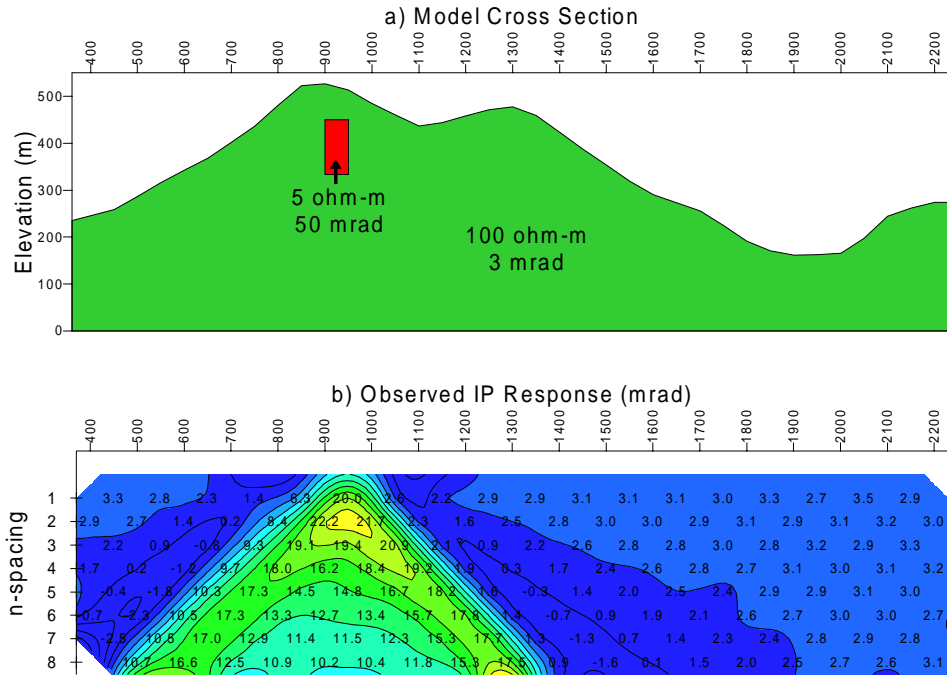 a) Model Cross Section
400 500 600 700 800 900 1000 1100 1200 1300 1400 1500 1600 1700 1800 1900 2000 2100 2200
Elevation (m)
500
400
300
200
100
0
5 ohm-m
50 mrad
100 ohm-m
3 mrad
b) Observed IP Response (mrad)
400 500 600 700 800 900 1000 1100 1200 1300 1400 1500 1600 1700 1800 1900 2000 2100 2200
n-spacing
1 3.3 2.8 2.3 1.4 6.3 20.0 2.6 2.2 2.9 2.9 3.1 3.1 3.1 3.0 3.3 2.7 3.5 2.9
2 2.9 2.7 1.4 0.2 8.4 22.2 21.7 2.3 1.6 2.5 2.8 3.0 3.0 2.9 3.1 2.9 3.1 3.2 3.0
3 2.2 0.9 -0.8 9.3 19.1 19.4 20.9 2.1 0.9 2.2 2.6 2.8 2.8 3.0 2.8 3.2 2.9 3.3
4 1.7 0.2 -1.2 9.7 18.0 16.2 18.4 19.2 1.9 0.3 1.7 2.4 2.6 2.8 2.7 3.1 3.0 3.1 3.2
5 -0.4 -1.8 10.3 17.3 14.5 14.8 16.7 18.2 1.6 -0.3 1.4 2.0 2.5 2.4 2.9 2.9 3.1 3.0
6 -0.7 -2.3 10.5 17.3 13.3 12.7 13.4 15.7 17.8 1.4 -0.7 0.9 1.9 2.1 2.6 2.7 3.0 3.0 2.7
7 -2.5 10.5 17.0 12.9 11.4 11.5 12.3 15.3 17.7 1.3 -1.3 0.7 1.4 2.3 2.4 2.8 2.9 2.8
8 10.7 16.6 12.5 10.9 10.2 10.4 11.8 15.3 17.5 0.9 -1.6 0.1 1.5 2.0 2.5 2.7 2.6 3.1